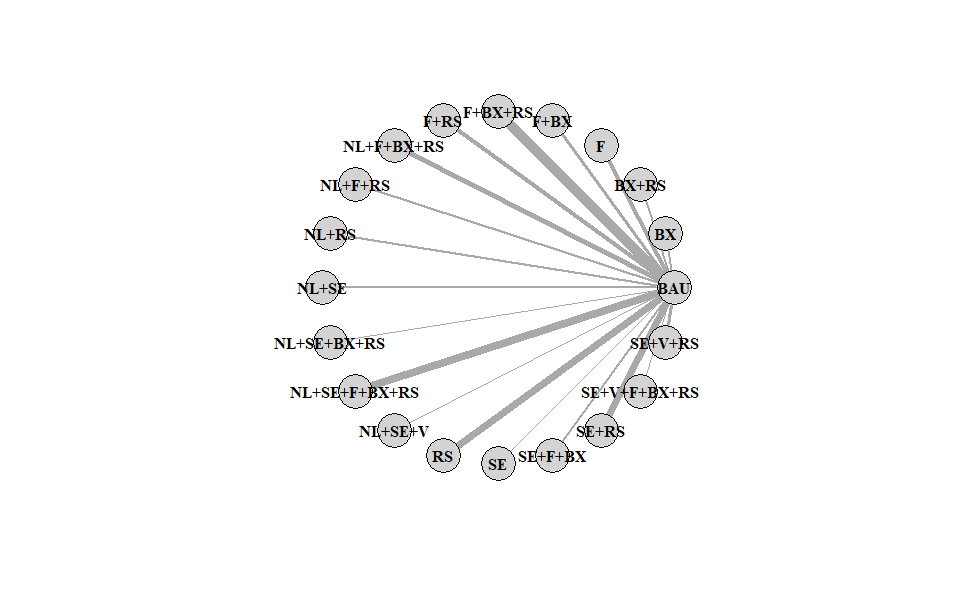 F+BX+RS
F+RS
F+BX
NL+F+BX+RS
F
NL+F+RS
BX+RS
NL+RS
BX
NL+SE
BAU
NL+SE+BX+RS
SE+V+RS
NL+SE+F+BX+RS
SE+V+F+BX+RS
NL+SE+V
SE+RS
RS
SE
SE+F+BX